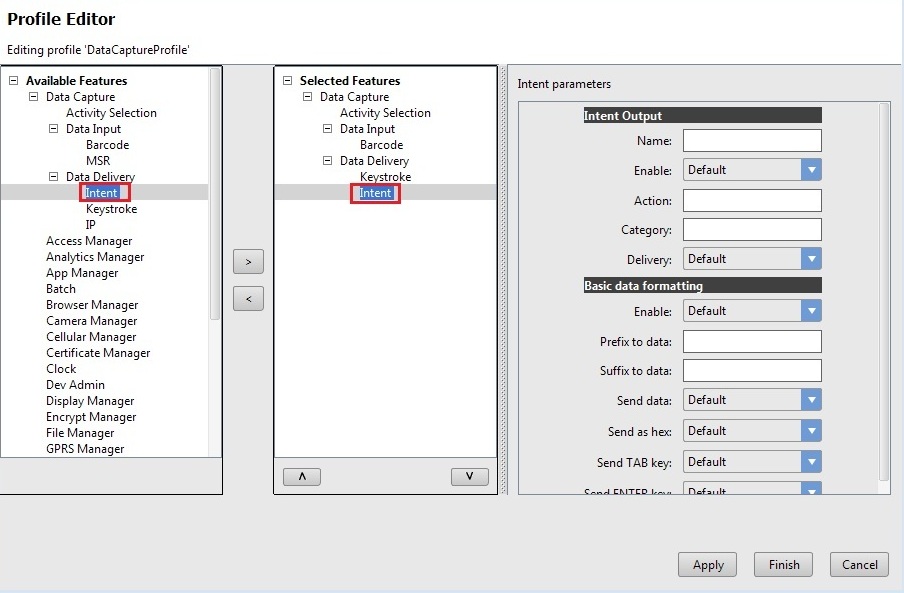 Profile Editor
Editing profile 'DataCaptureProfile'
Available Features
Data Capture
Activity Selection
Data Input
Barcode
MSR
Data Delivery
Intent
Keystroke
IP
Access Manager
Analytics Manager
App Manager
Batch
Browser Manager
Camera Manager
Cellular Manager
Certificate Manager
Clock
Dev Admin
Display Manager
Encrypt Manager
File Manager
GPRS Manager
>
<
Selected Features
Data Capture
Activity Selection
Data Input
Barcode
Data Delivery
Keystroke
Intent
Λ V
Intent parameters
Intent Output
Name:
Enable: Default
Action:
Category:
Delivery: Default
Basic data formatting
Enable: Default
Prefix to data:
Suffix to data:
Send data: Default
Send as hex: Default
Send TAB key: Default
Send ENTER key: Default
Apply Finish Cancel